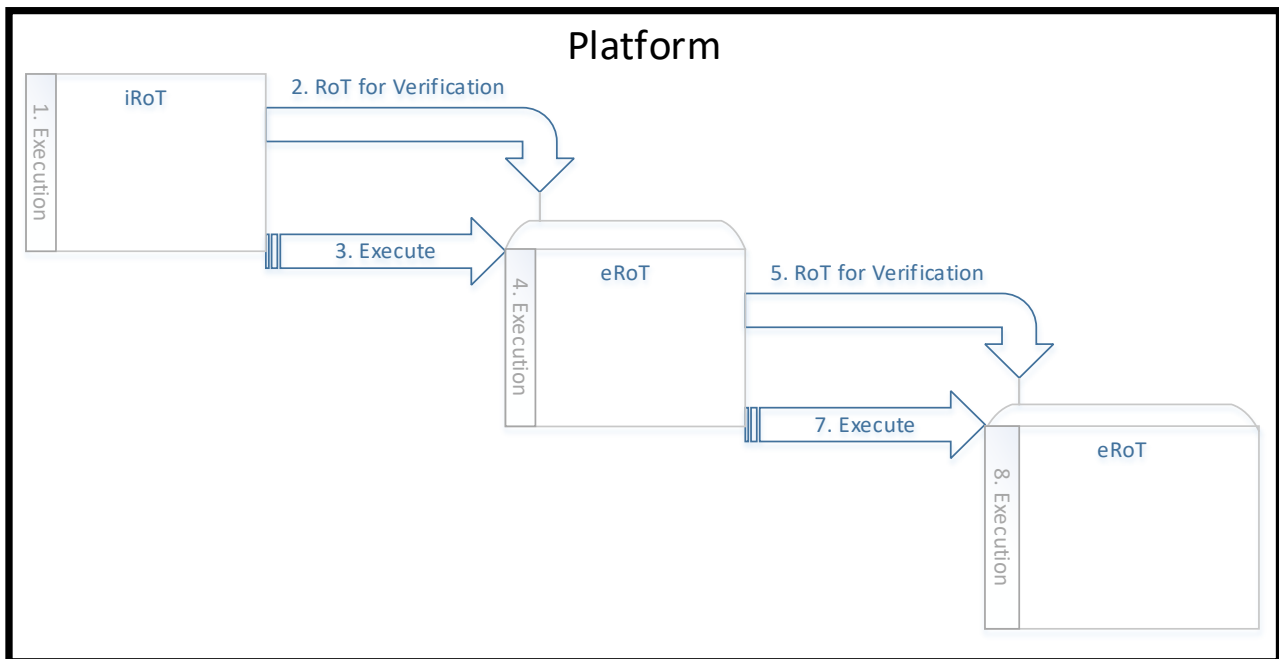 Platform
iRoT
1. Execution
2. RoT for Verification
3. Execute
eRoT
4. Execution
5. RoT for Verification
7. Execute
eRoT
8. Execution